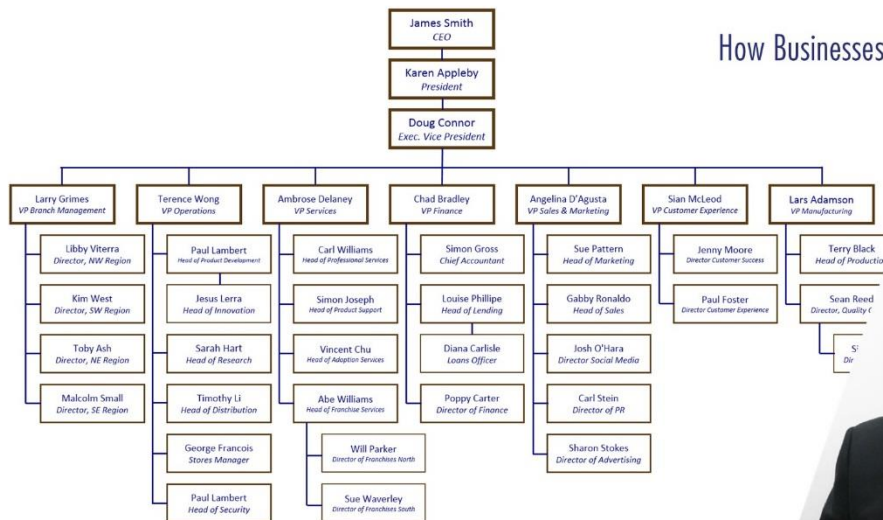 James Smith
CEO
How Businesses
Karen Appleby
President
Doug Connor
Exec. Vice President
Larry Grimes
VP Branch Management
Libby Viterra
Director, NW Region
Kim West
Director, SW Region
Toby Ash
Director, NE Region
Malcolm Small
Director, SE Region
Terence Wong
VP Operations
Paul Lambert
Head of Product Development
Jesus Lerra
Head of Innovation
Sarah Hart
Head of Research
Timothy Li
Head of Distribution
George Francois
Stores Manager
Paul Lambert
Head of Security
Ambrose Delaney
VP Services
Carl Williams
Head of Professional Services
Simon Joseph
Head of Product Support
Vincent Chu
Head of Adoption Services
Abe Williams
Head of Franchise Services
Will Parker
Director of Franchises North
Sue Waverley
Director of Franchises South
Chad Bradley
VP Finance
Simon Gross
Chief Accountant
Louise Phillipe
Head of Lending
Diana Carlisle
Loans Officer
Poppy Carter
Director of Finance
Angelina D'Agusta
VP Sales & Marketing
Sue Pattern
Head of Marketing
Gabby Ronaldo
Head of Sales
Josh O'Hara
Director Social Media
Carl Stein
Director of PR
Sharon Stokes
Director of Advertising
Sian McLeod
VP Customer Experience
Jenny Moore
Director Customer Success
Paul Foster
Director Customer Experience
Lars Adamson
VP Manufacturing
Terry Black
Head of Productio
Sean Reed
Director, Quality